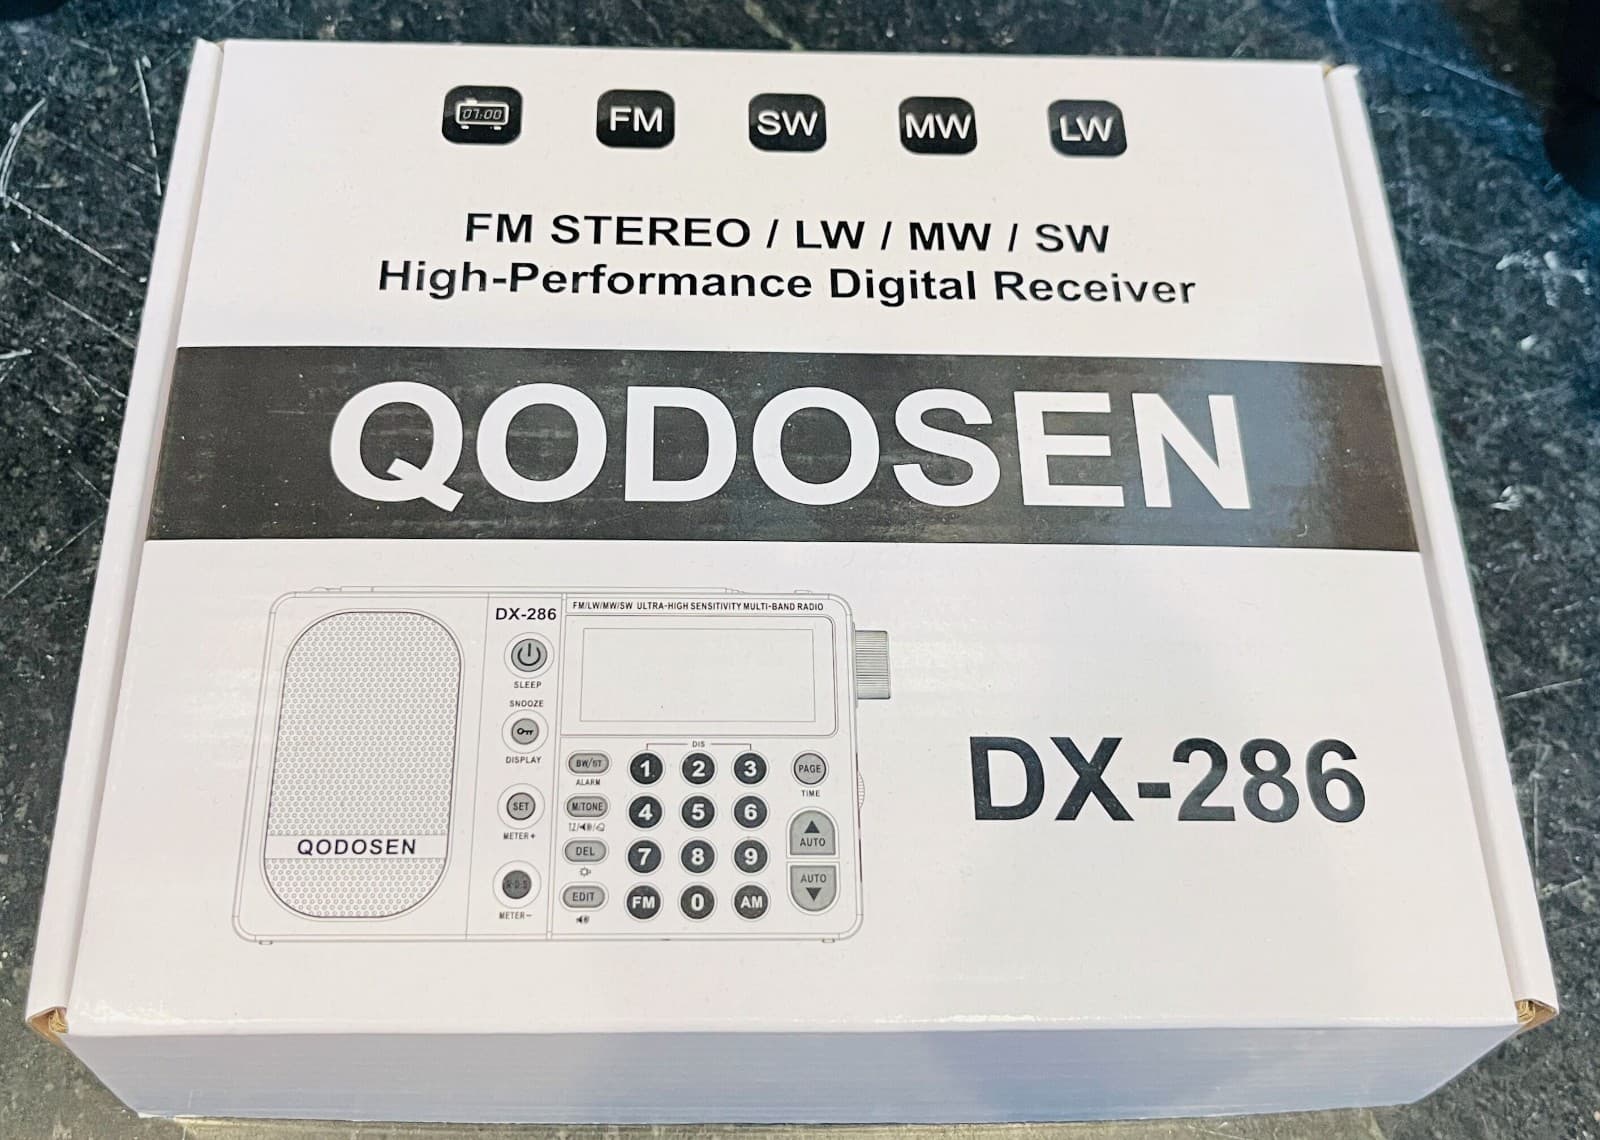 07:00
FM
SW
MW
LW
FM STEREO / LW / MW / SW
High-Performance Digital Receiver
QODOSEN
DX-286
FM/LW/MW/SW ULTRA-HIGH SENSITIVITY MULTI-BAND RADIO
SLEEP
SNOOZE
DISPLAY
SET
METER+
METER-
QODOSEN
DIS
BW/ST
ALARM
1 2 3
PAGE
TIME
M/TONE
4 5 6
AUTO
DEL
7 8 9
AUTO
EDIT
FM 0 AM
DX-286